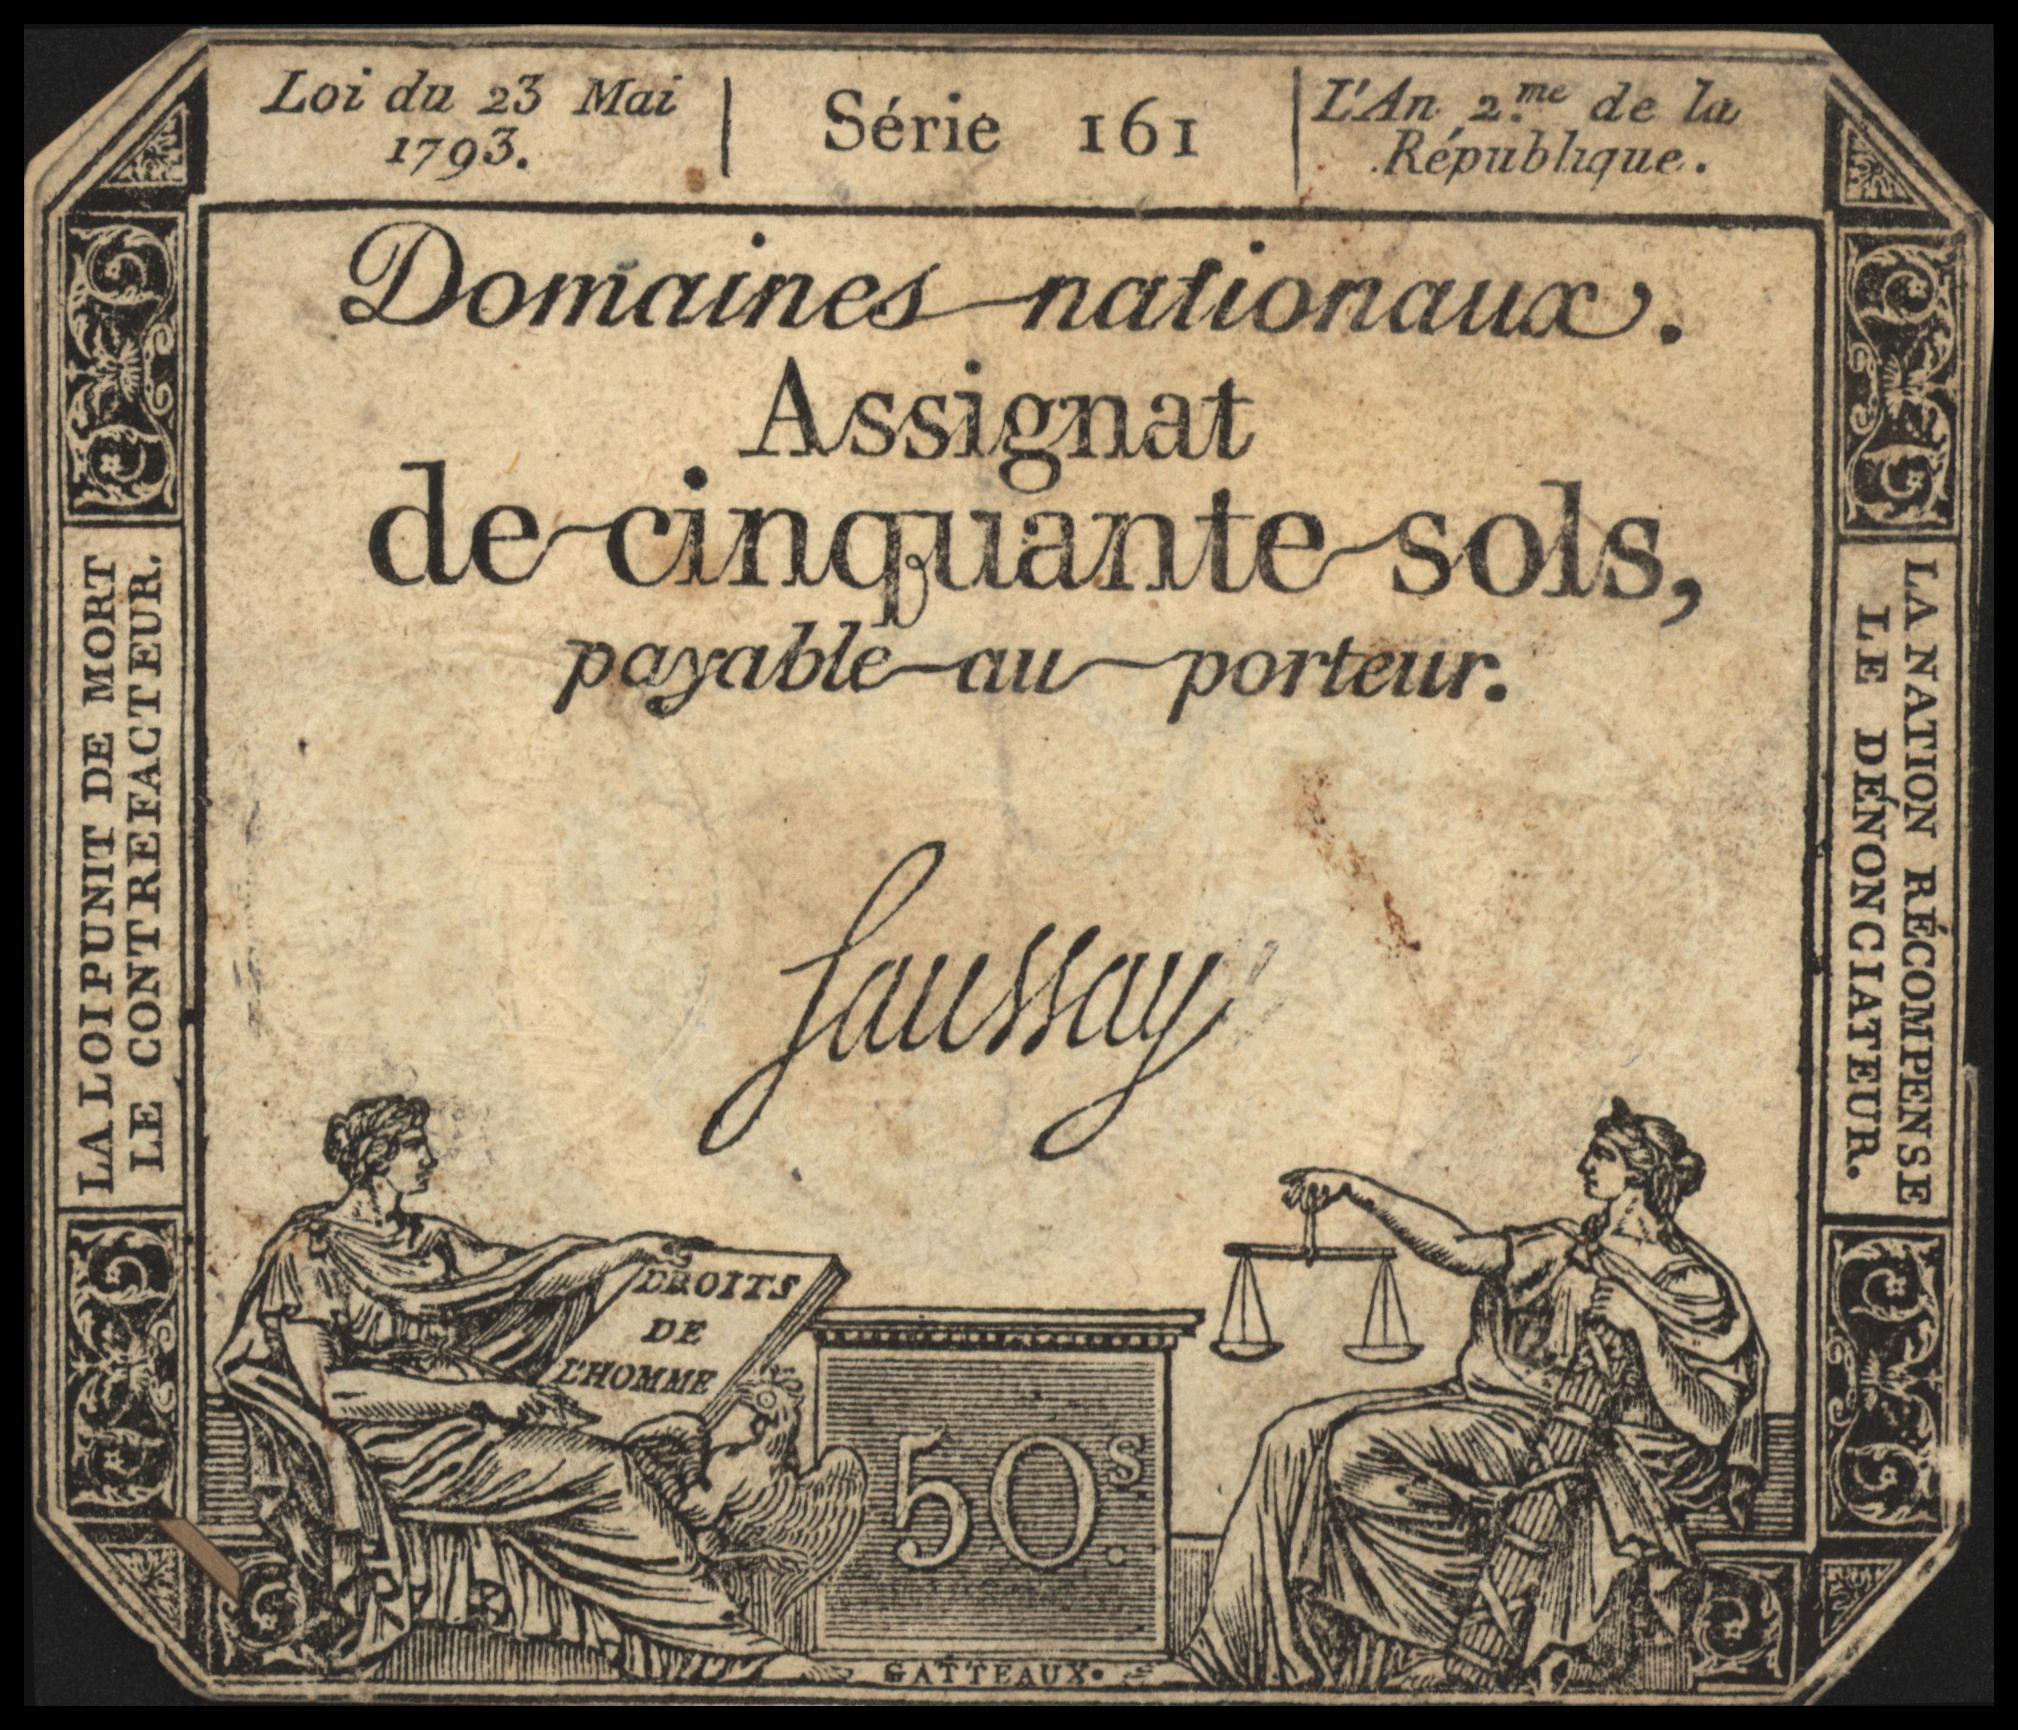 Loi du 23 Mai
1793.
Série 161
L'An 2.me de la
République.
Domaines nationaux.
Assignat
de cinquante sols,
payable au porteur.
Saussay
LA LOI PUNIT DE MORT
LE CONTREFACTEUR.
LA NATION RÉCOMPENSE
LE DÉNONCIATEUR.
DROITS
DE
L'HOMME
50.s
GATTEAUX.